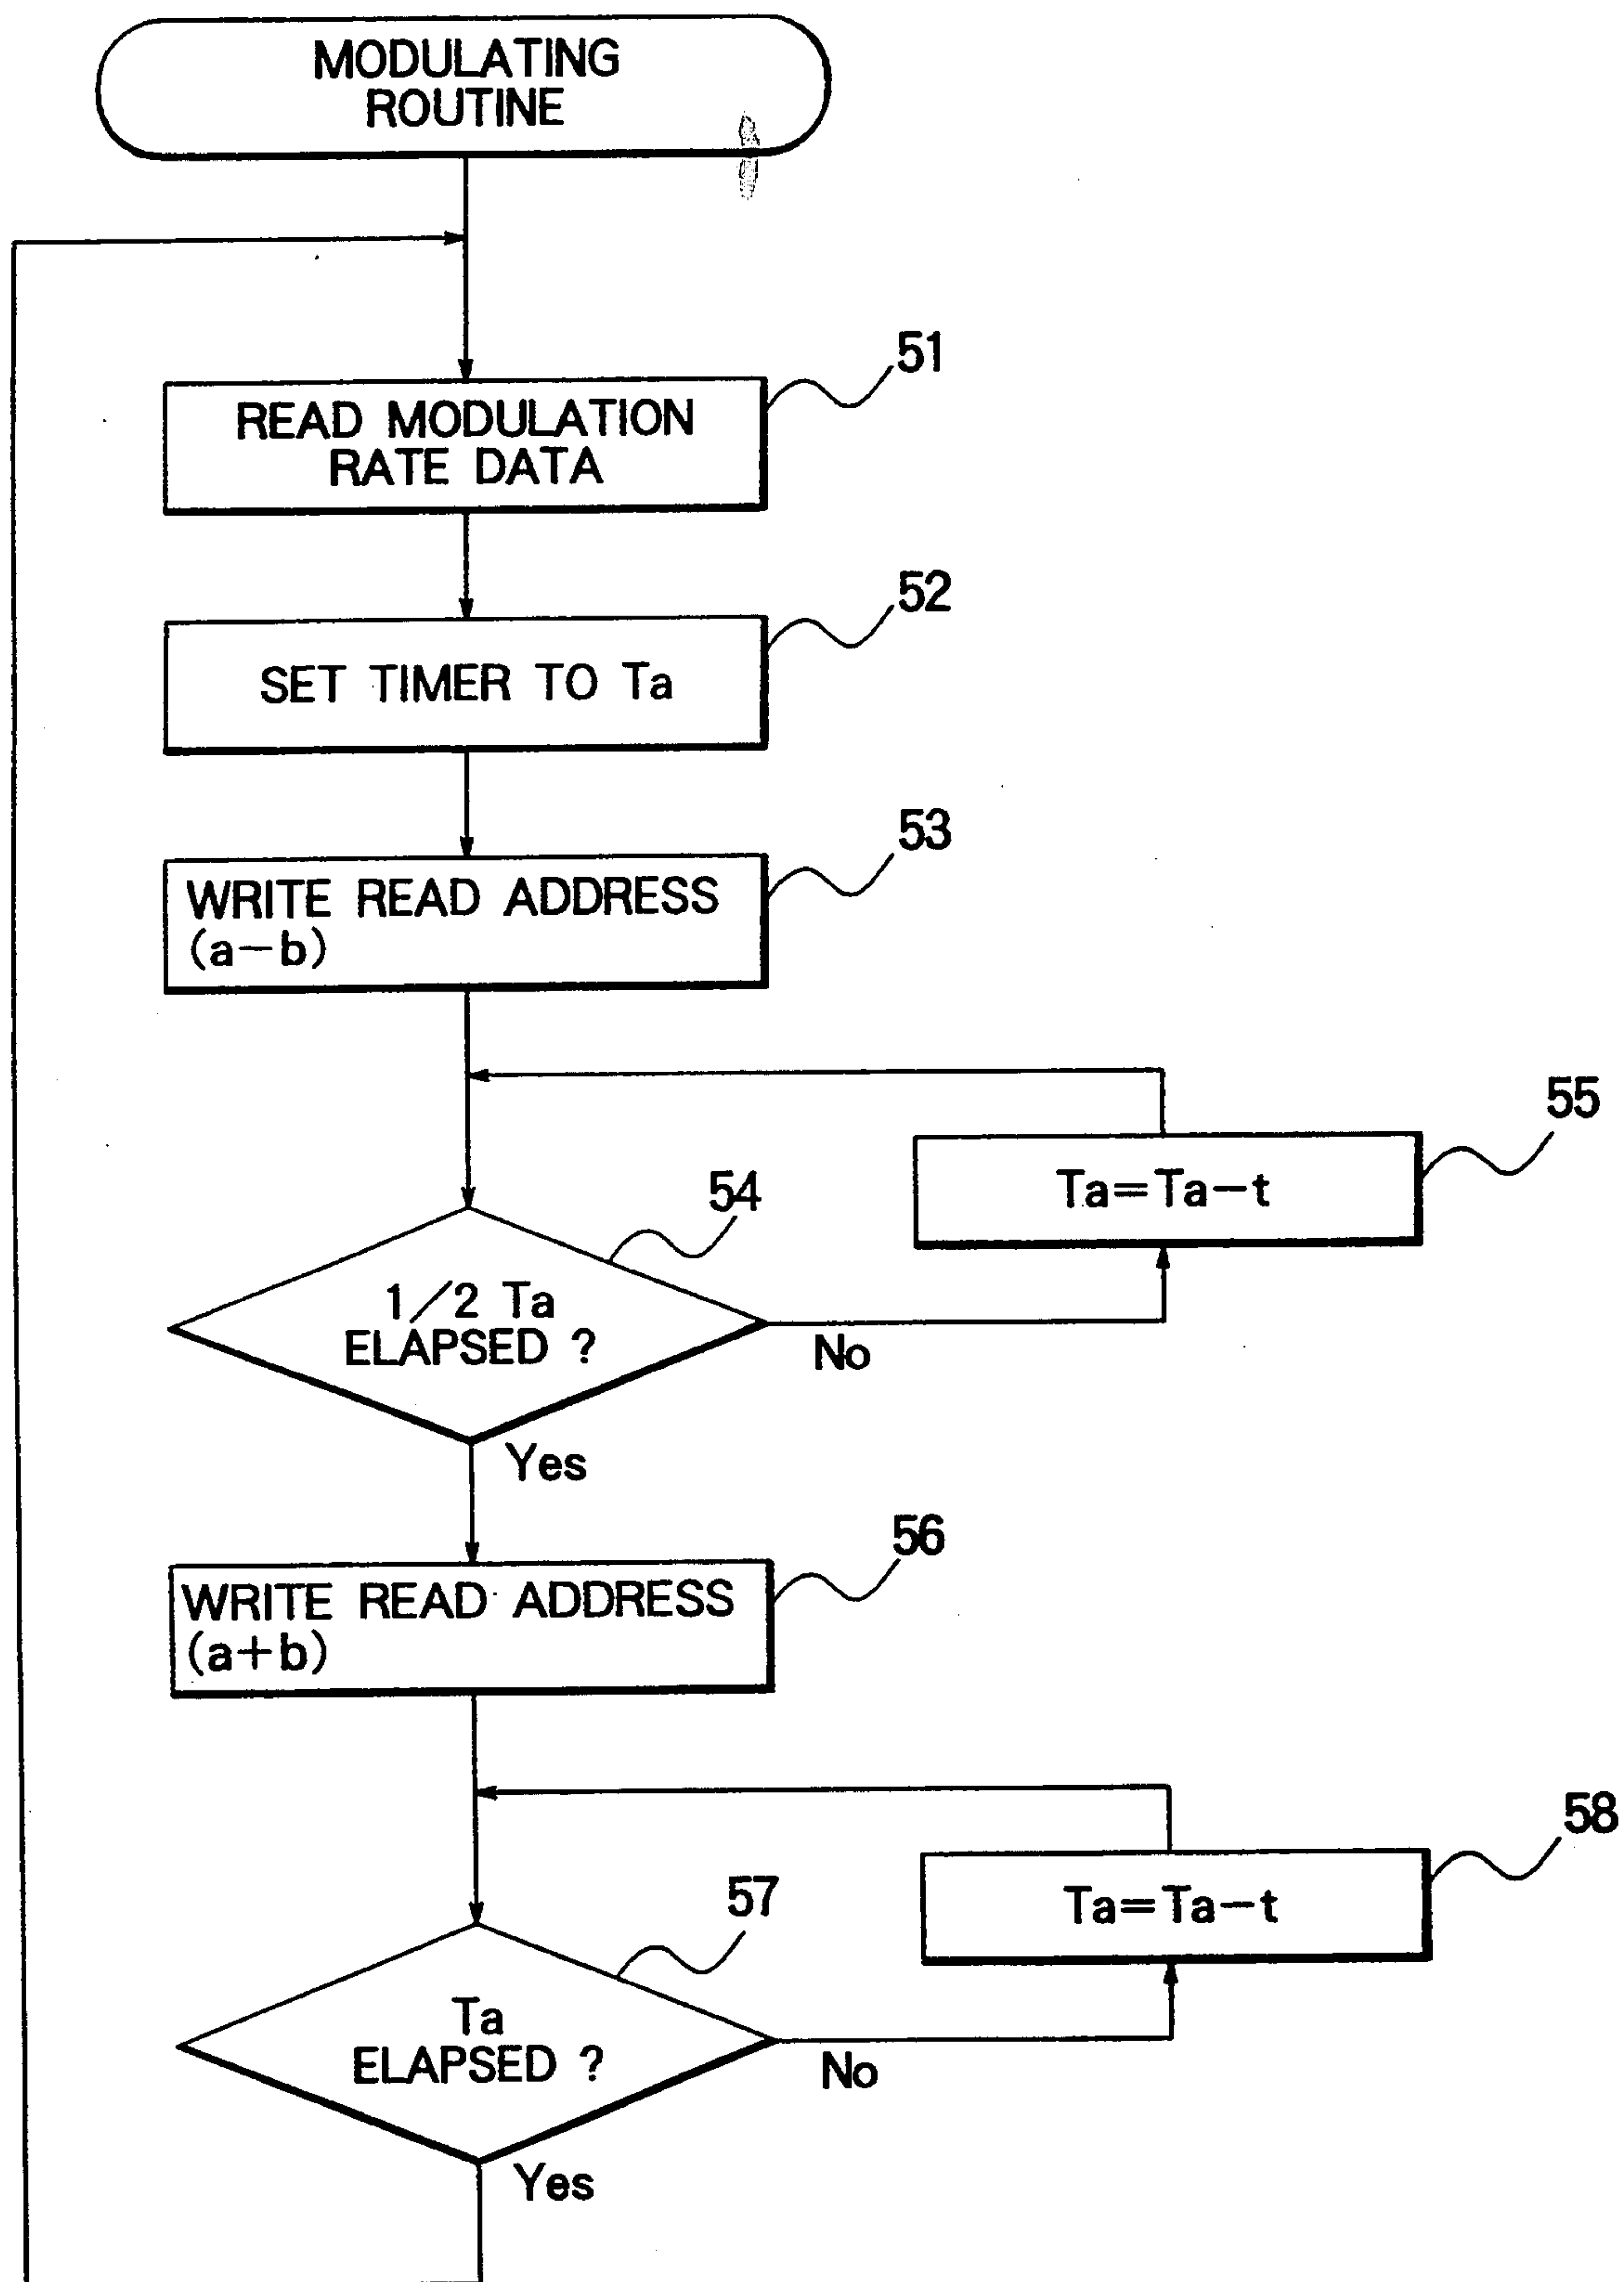 MODULATING
ROUTINE
51
READ MODULATION
RATE DATA
52
SET TIMER TO Ta
53
WRITE READ ADDRESS
(a-b)
55
Ta=Ta-t
54
1/2 Ta
ELAPSED ?
No
Yes
56
WRITE READ ADDRESS
(a+b)
58
Ta=Ta-t
57
Ta
ELAPSED ?
No
Yes